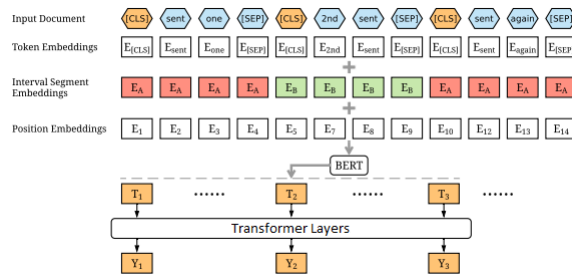 Input Document [CLS] sent one [SEP] [CLS] 2nd sent [SEP] [CLS] sent again [SEP]
Token Embeddings E[CLS] Esent Eone E[SEP] E[CLS] E2nd Esent E[SEP] E[CLS] Esent Eagain E[SEP
+
Interval Segment
Embeddings EA EA EA EA EB EB EB EB EA EA EA EA
+
Position Embeddings E1 E2 E3 E4 E5 E7 E8 E9 E10 E12 E13 E14
BERT
T1 ...... T2 ...... T3 ......
Transformer Layers
Y1 Y2 Y3